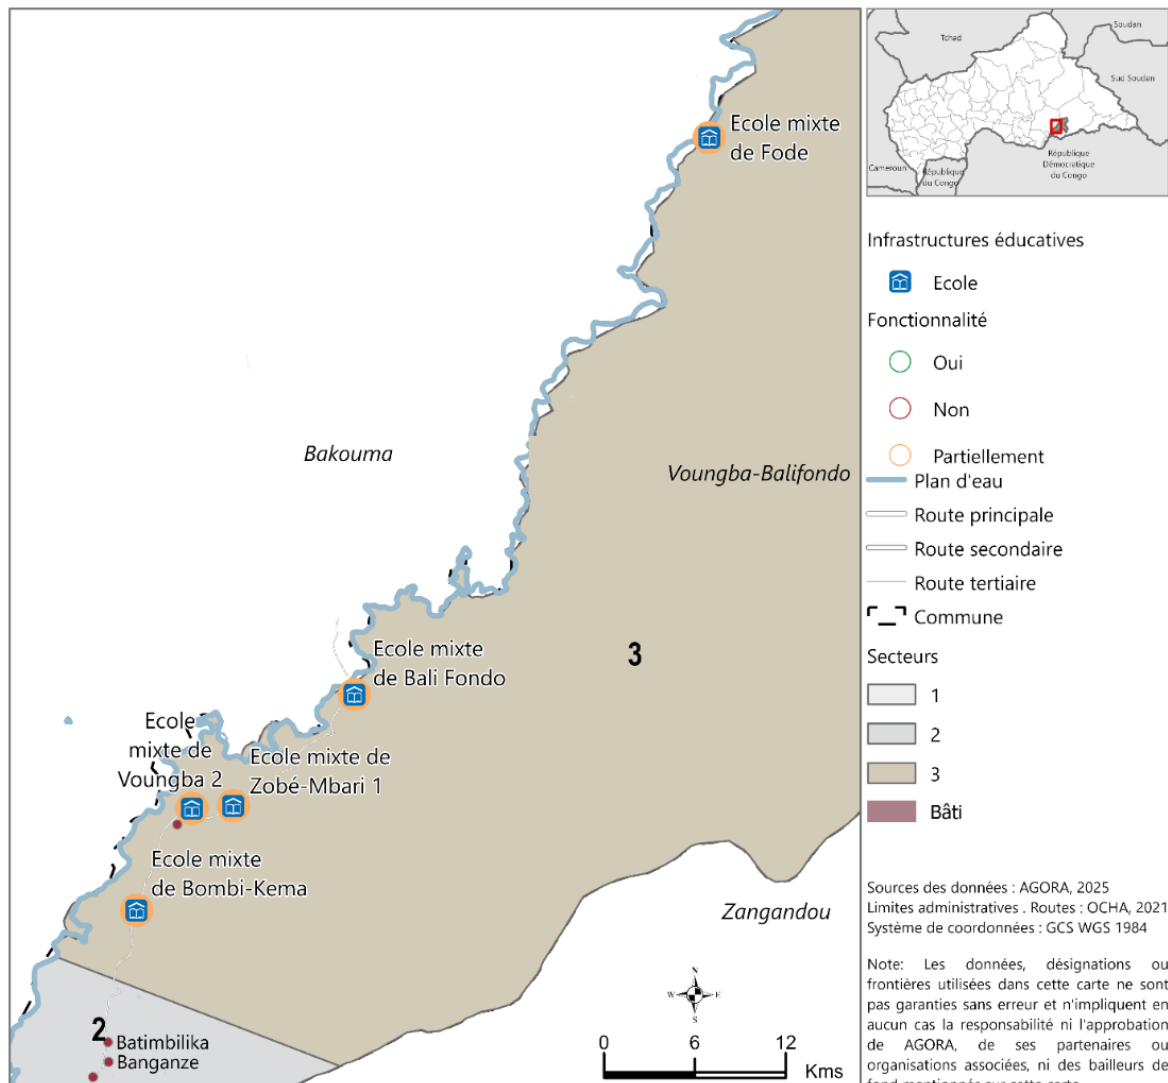 Ecole mixte
de Fode
Bakouma
Voungba-Balifondo
3
Ecole mixte
de Bali Fondo
Ecole
mixte de
Voungba 2
Ecole mixte de
Zobé-Mbari 1
Ecole mixte
de Bombi-Kema
Zangandou
2
Batimbilika
Banganze
N
W
E
S
0
6
12
Kms
Tchad
Soudan
Sud Soudan
Cameroun
République
du Congo
République
Démocratique
du Congo
Infrastructures éducatives
Ecole
Fonctionnalité
Oui
Non
Partiellement
Plan d'eau
Route principale
Route secondaire
Route tertiaire
Commune
Secteurs
1
2
3
Bâti
Sources des données : AGORA, 2025
Limites administratives . Routes : OCHA, 2021
Système de coordonnées : GCS WGS 1984
Note: Les données, désignations ou
frontières utilisées dans cette carte ne sont
pas garanties sans erreur et n'impliquent en
aucun cas la responsabilité ni l'approbation
de AGORA, de ses partenaires ou
organisations associées, ni des bailleurs de
fond mentionnés sur cette carte